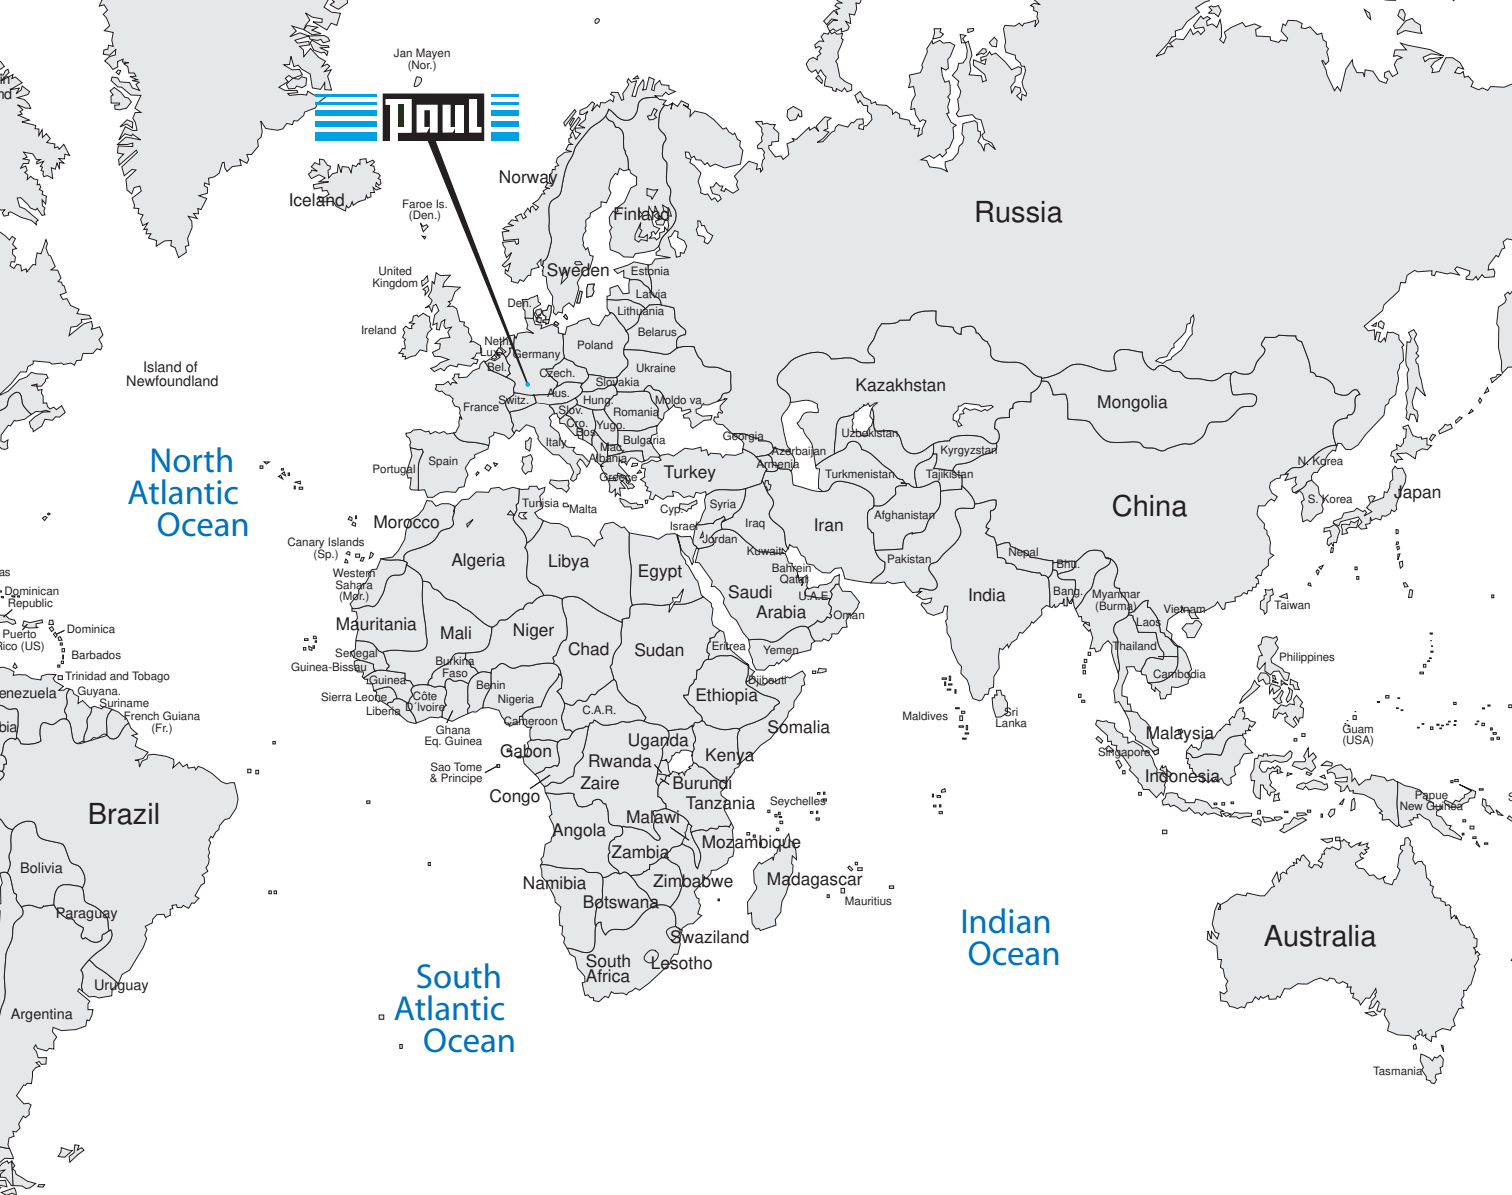 Jan Mayen
(Nor.)
Paul
Norway
Iceland
Faroe Is.
(Den.)
Finland
Russia
Sweden
Estonia
United
Kingdom
Latvia
Den.
Lithuania
Ireland
Belarus
Neth.
Lux.
Germany
Poland
Bel.
Island of
Newfoundland
Czech.
Ukraine
Slovakia
Kazakhstan
Aus.
Switz.
Hung.
Moldo va.
France
Slov.
Romania
Mongolia
Cro.
Bos.
Yugo.
Italy
Bulgaria
Georgia
Uzbekistan
Mac.
Albania
Azerbaijan
Armenia
Kyrgyzstan
North
Atlantic
Ocean
Portugal
Spain
Greece
Turkey
Turkmenistan
Tajikistan
N. Korea
S. Korea
Japan
China
Tunisia
Malta
Cyp.
Syria
Morocco
Israel
Iraq
Iran
Afghanistan
Jordan
Canary Islands
(Sp.)
Kuwait
Algeria
Libya
Egypt
Pakistan
Nepal
Bhu.
Western
Sahara
(Mor.)
Bahrein
Qatar
Saudi
Arabia
U.A.E.
Oman
India
Bang.
Myanmar
(Burma)
Vietnam
Taiwan
Laos
Dominican
Republic
Puerto
Rico (US)
Dominica
Barbados
Mauritania
Mali
Niger
Chad
Sudan
Eritrea
Yemen
Thailand
Philippines
Senegal
Guinea-Bissau
Burkina
Faso
Guinea
Benin
Djibouti
Cambodia
Trinidad and Tobago
enezuela
Guyana.
Suriname
French Guiana
(Fr.)
bia
Sierra Leone
Liberia
Côte
D'Ivoire
Nigeria
Ethiopia
C.A.R.
Cameroon
Somalia
Maldives
Sri
Lanka
Ghana
Eq. Guinea
Gabon
Uganda
Rwanda
Kenya
Malaysia
Singapore
Guam
(USA)
Sao Tome
& Principe
Congo
Zaire
Burundi
Tanzania
Indonesia
Seychelles
Papue
New Guinea
Brazil
Angola
Malawi
Mozambique
Zambia
Bolivia
Namibia
Zimbabwe
Madagascar
Botswana
Mauritius
Paraguay
Swaziland
Indian
Ocean
Australia
South
Africa
Lesotho
South
Atlantic
Ocean
Uruguay
Argentina
Tasmania